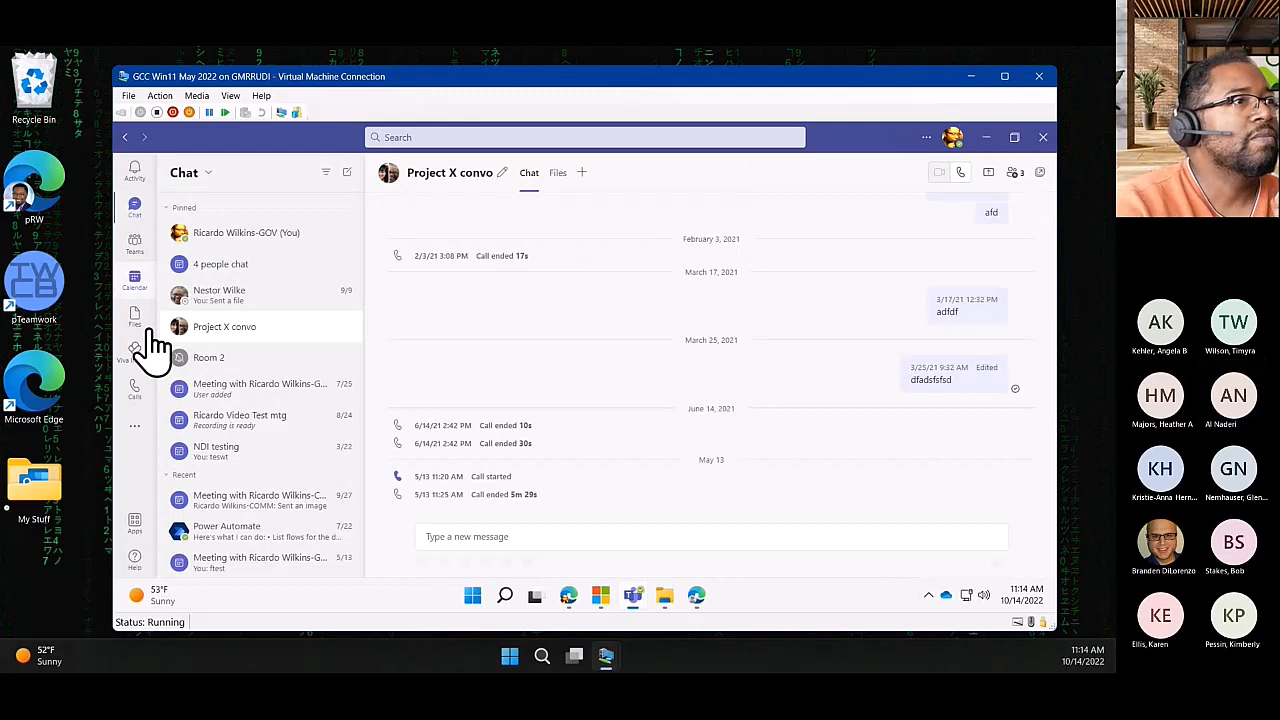 Recycle Bin
pRW
TWCB
pTeamwork
Microsoft Edge
My Stuff
GCC Win11 May 2022 on GMRRUDI - Virtual Machine Connection
File Action Media View Help
Search
Activity
Chat
Teams
Calendar
Files
Calls
Apps
Help
Chat
Pinned
Ricardo Wilkins-GOV (You)
4 people chat
Nestor Wilke 9/9
You: Sent a file
Project X convo
Room 2
Meeting with Ricardo Wilkins-G... 7/25
User added
Ricardo Video Test mtg 8/24
Recording is ready
NDI testing 3/22
You: teswt
Recent
Meeting with Ricardo Wilkins-C... 9/27
Ricardo Wilkins-COMM: Sent an image
Power Automate 7/22
Here's what I can do: • List flows for the d...
Meeting with Ricardo Wilkins-G... 5/13
You: ftest
Project X convo Chat Files
3
afd
February 3, 2021
2/3/21 3:08 PM Call ended 17s
March 17, 2021
3/17/21 12:32 PM
adfdf
March 25, 2021
3/25/21 9:32 AM Edited
dfadsfsfsd
June 14, 2021
6/14/21 2:42 PM Call ended 10s
6/14/21 2:42 PM Call ended 30s
May 13
5/13 11:20 AM Call started
5/13 11:25 AM Call ended 5m 29s
Type a new message
53°F
Sunny
11:14 AM
10/14/2022
Status: Running
52°F
Sunny
11:14 AM
10/14/2022
AK
Kehler, Angela B
TW
Wilson, Timyra
HM
Majors, Heather A
AN
Al Naderi
KH
Kristie-Anna Hern...
GN
Nemhauser, Glen...
Branden DiLorenzo
BS
Stakes, Bob
KE
Ellis, Karen
KP
Pessin, Kimberly